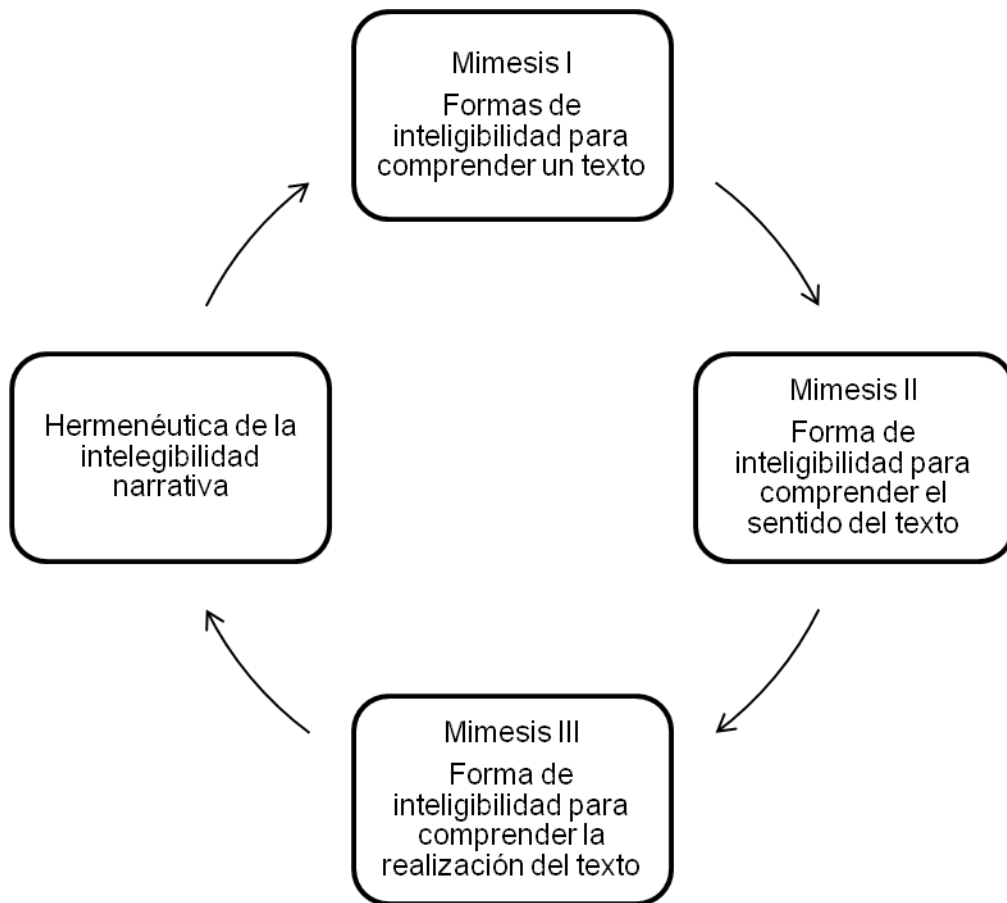 Mimesis I
Formas de
inteligibilidad para
comprender un texto
Mimesis II
Forma de
inteligibilidad para
comprender el
sentido del texto
Mimesis III
Forma de
inteligibilidad para
comprender la
realización del texto
Hermenéutica de la
intelegibilidad
narrativa